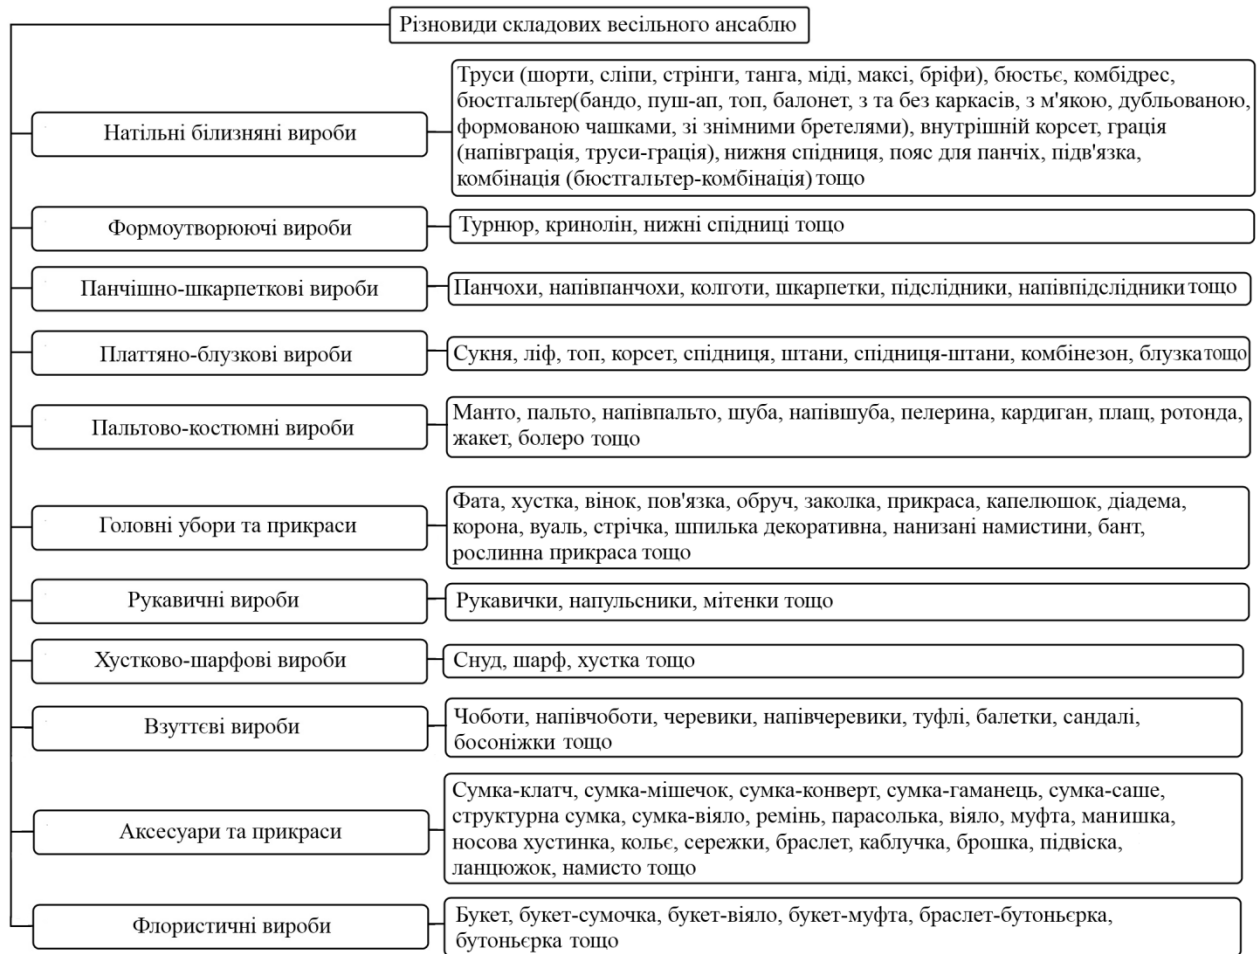 Різновиди складових весільного ансаблю
Натільні білизняні вироби
Труси (шорти, сліпи, стрінги, танга, міді, максі, бріфи), бюстьє, комбідрес,
бюстгальтер(бандо, пуш-ап, топ, балонет, з та без каркасів, з м'якою, дубльованою,
формованою чашками, зі знімними бретелями), внутрішній корсет, грація
(напівграція, труси-грація), нижня спідниця, пояс для панчіх, підв'язка,
комбінація (бюстгальтер-комбінація) тощо
Формоутворюючі вироби
Турнюр, кринолін, нижні спідниці тощо
Панчішно-шкарпеткові вироби
Панчохи, напівпанчохи, колготи, шкарпетки, підслідники, напівпідслідники тощо
Платтяно-блузкові вироби
Сукня, ліф, топ, корсет, спідниця, штани, спідниця-штани, комбінезон, блузка тощо
Пальтово-костюмні вироби
Манто, пальто, напівпальто, шуба, напівшуба, пелерина, кардиган, плащ, ротонда,
жакет, болеро тощо
Головні убори та прикраси
Фата, хустка, вінок, пов'язка, обруч, заколка, прикраса, капелюшок, діадема,
корона, вуаль, стрічка, шпилька декоративна, нанизані намистини, бант,
рослинна прикраса тощо
Рукавичні вироби
Рукавички, напульсники, мітенки тощо
Хустково-шарфові вироби
Снуд, шарф, хустка тощо
Взуттєві вироби
Чоботи, напівчоботи, черевики, напівчеревики, туфлі, балетки, сандалі,
босоніжки тощо
Аксесуари та прикраси
Сумка-клатч, сумка-мішечок, сумка-конверт, сумка-гаманець, сумка-саше,
структурна сумка, сумка-віяло, ремінь, парасолька, віяло, муфта, манишка,
носова хустинка, кольє, сережки, браслет, каблучка, брошка, підвіска,
ланцюжок, намисто тощо
Флористичні вироби
Букет, букет-сумочка, букет-віяло, букет-муфта, браслет-бутоньєрка,
бутоньєрка тощо